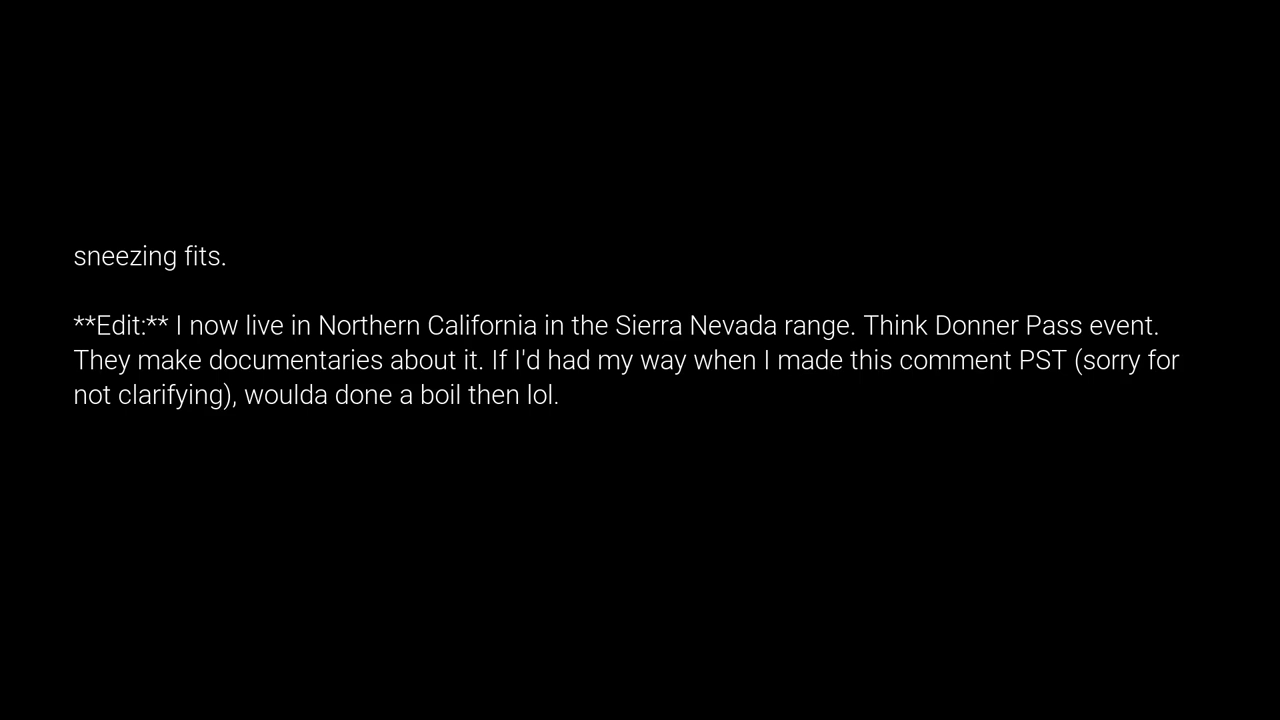 sneezing fits.
**Edit:** I now live in Northern California in the Sierra Nevada range. Think Donner Pass event.
They make documentaries about it. If I'd had my way when I made this comment PST (sorry for
not clarifying), woulda done a boil then lol.